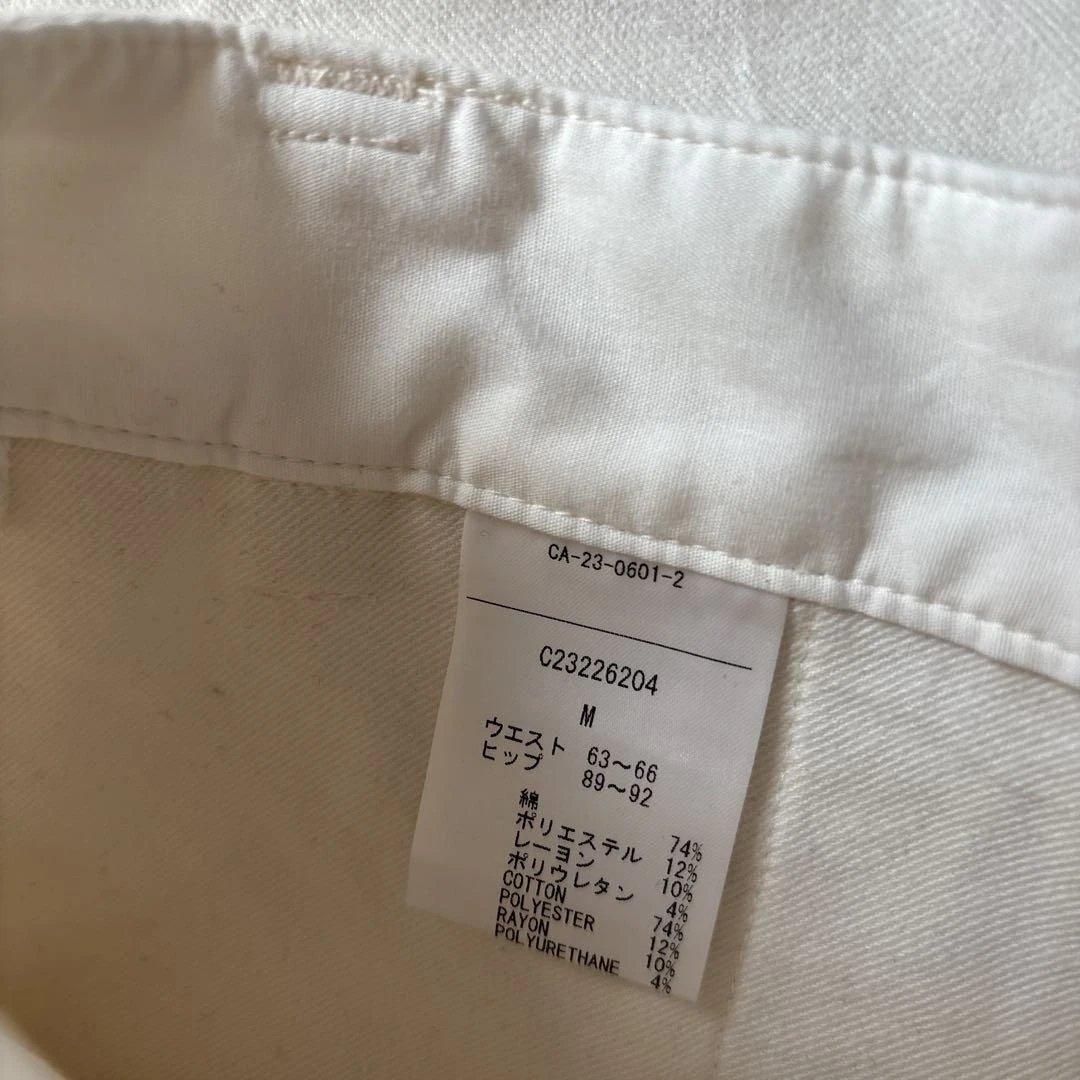 CA-23-0601-2
C23226204
M
ウエスト 63～66
ヒップ 89～92
綿 74%
ポリエステル 12%
レーヨン 10%
ポリウレタン 4%
COTTON 74%
POLYESTER 12%
RAYON 10%
POLYURETHANE 4%